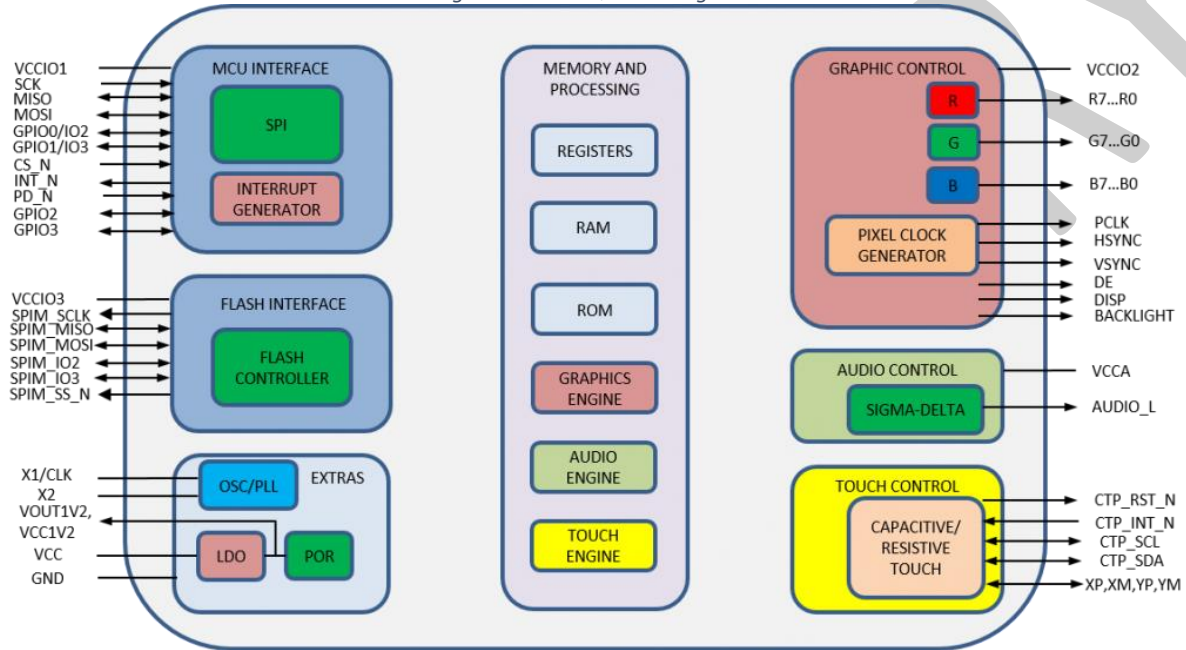 VCCIO1
SCK
MISO
MOSI
GPIO0/IO2
GPIO1/IO3
CS_N
INT_N
PD_N
GPIO2
GPIO3
MCU INTERFACE
SPI
INTERRUPT
GENERATOR
VCCIO3
SPIM_SCLK
SPIM_MISO
SPIM_MOSI
SPIM_IO2
SPIM_IO3
SPIM_SS_N
FLASH INTERFACE
FLASH
CONTROLLER
X1/CLK
X2
VOUT1V2,
VCC1V2
VCC
GND
OSC/PLL
EXTRAS
LDO
POR
MEMORY AND
PROCESSING
REGISTERS
RAM
ROM
GRAPHICS
ENGINE
AUDIO
ENGINE
TOUCH
ENGINE
GRAPHIC CONTROL
R
G
B
PIXEL CLOCK
GENERATOR
VCCIO2
R7...R0
G7...G0
B7...B0
PCLK
HSYNC
VSYNC
DE
DISP
BACKLIGHT
AUDIO CONTROL
SIGMA-DELTA
VCCA
AUDIO_L
TOUCH CONTROL
CAPACITIVE/
RESISTIVE
TOUCH
CTP_RST_N
CTP_INT_N
CTP_SCL
CTP_SDA
XP,XM,YP,YM